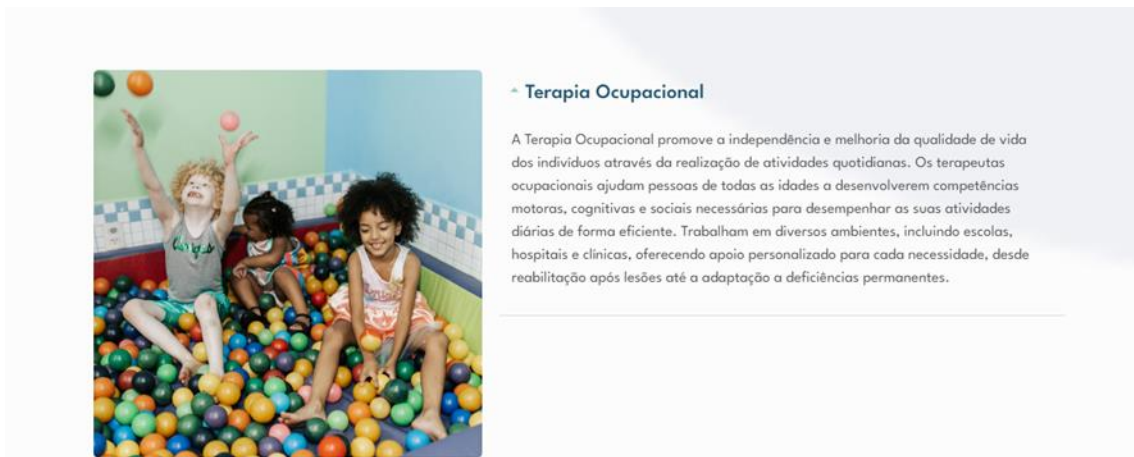 Terapia Ocupacional
A Terapia Ocupacional promove a independência e melhoria da qualidade de vida
dos indivíduos através da realização de atividades quotidianas. Os terapeutas
ocupacionais ajudam pessoas de todas as idades a desenvolverem competências
motoras, cognitivas e sociais necessárias para desempenhar as suas atividades
diárias de forma eficiente. Trabalham em diversos ambientes, incluindo escolas,
hospitais e clínicas, oferecendo apoio personalizado para cada necessidade, desde
reabilitação após lesões até a adaptação a deficiências permanentes.